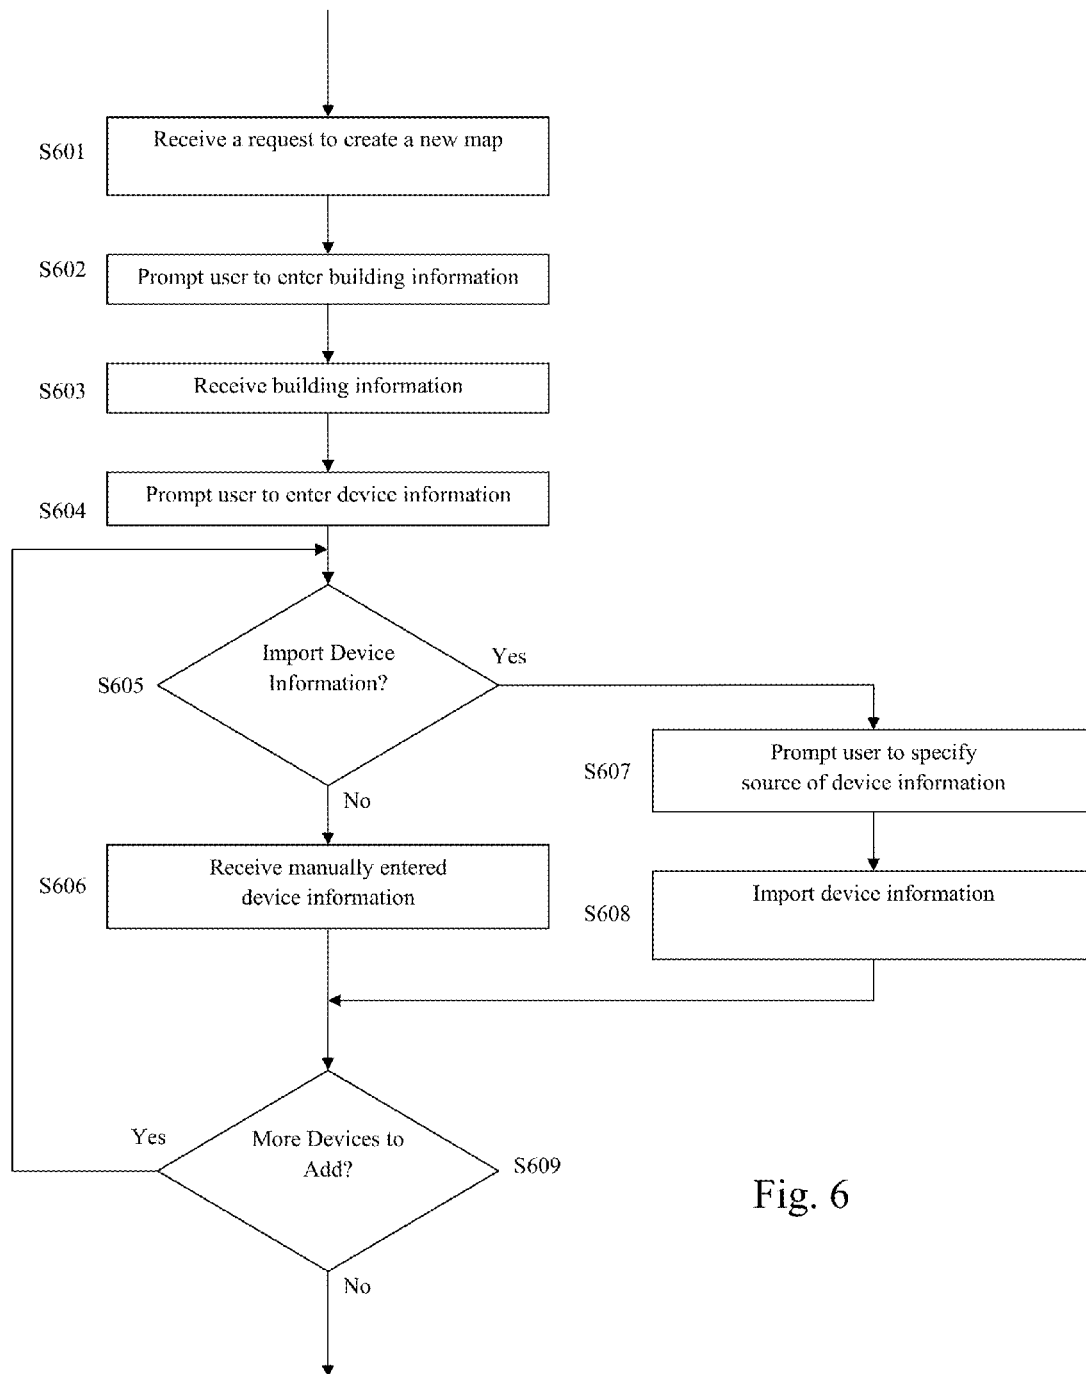 S601
Receive a request to create a new map
S602
Prompt user to enter building information
S603
Receive building information
S604
Prompt user to enter device information
S605
Import Device
Information?
Yes
No
S607
Prompt user to specify
source of device information
S606
Receive manually entered
device information
S608
Import device information
Yes
More Devices to
Add?
S609
No
Fig. 6